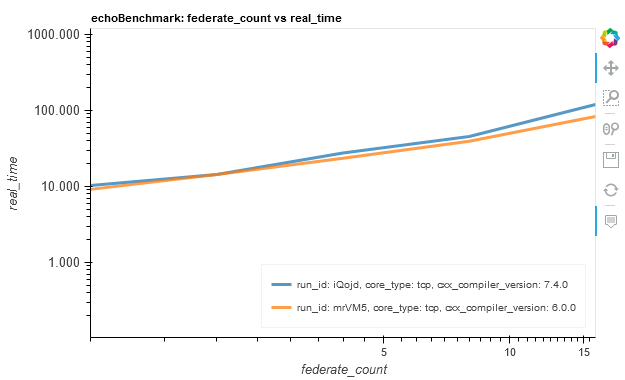 echoBenchmark: federate_count vs real_time
1000.000
100.000
10.000
1.000
real_time
run_id: iQojd, core_type: tcp, cxx_compiler_version: 7.4.0
run_id: mrVM5, core_type: tcp, cxx_compiler_version: 6.0.0
5 10 15
federate_count